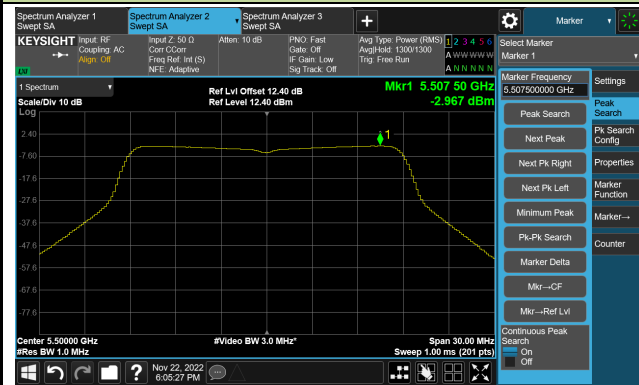 Spectrum Analyzer 1
Swept SA
Spectrum Analyzer 2
Swept SA
Spectrum Analyzer 3
Swept SA
+
Marker
KEYSIGHT
Input: RF
Coupling: AC
Align: Off
Input Z: 50 Ω
Corr CCorr
Freq Ref: Int (S)
NFE: Adaptive
Atten: 10 dB
PNO: Fast
Gate: Off
IF Gain: Low
Sig Track: Off
Avg Type: Power (RMS)
Avg|Hold: 1300/1300
Trig: Free Run
1 2 3 4 5 6
A W W W W W
A N N N N N
Select Marker
Marker 1
1 Spectrum
Scale/Div 10 dB
Log
Ref Lvl Offset 12.40 dB
Ref Level 12.40 dBm
Mkr1 5.507 50 GHz
-2.967 dBm
2.40
-7.60
-17.6
-27.6
-37.6
-47.6
-57.6
-67.6
-77.6
1
Center 5.50000 GHz
#Res BW 1.0 MHz
#Video BW 3.0 MHz*
Span 30.00 MHz
Sweep 1.00 ms (201 pts)
Marker Frequency
5.507500000 GHz
Peak Search
Next Peak
Next Pk Right
Next Pk Left
Minimum Peak
Pk-Pk Search
Marker Delta
Mkr→CF
Mkr→Ref Lvl
Continuous Peak
Search
On
Off
Settings
Peak
Search
Pk Search
Config
Properties
Marker
Function
Marker→
Counter
?
Nov 22, 2022
6:05:27 PM